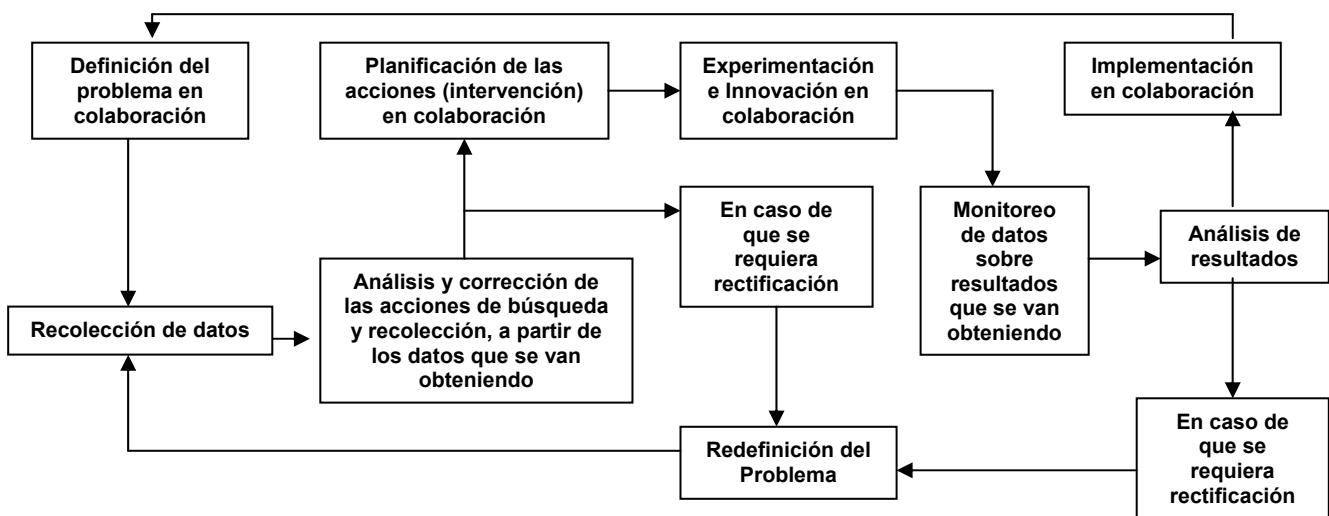 Definición del
problema en
colaboración
Planificación de las
acciones (intervención)
en colaboración
Experimentación
e Innovación en
colaboración
Implementación
en colaboración
En caso de
que se
requiera
rectificación
Monitoreo
de datos
sobre
resultados
que se van
obteniendo
Análisis de
resultados
Recolección de datos
Análisis y corrección de
las acciones de búsqueda
y recolección, a partir de
los datos que se van
obteniendo
Redefinición del
Problema
En caso de
que se
requiera
rectificación